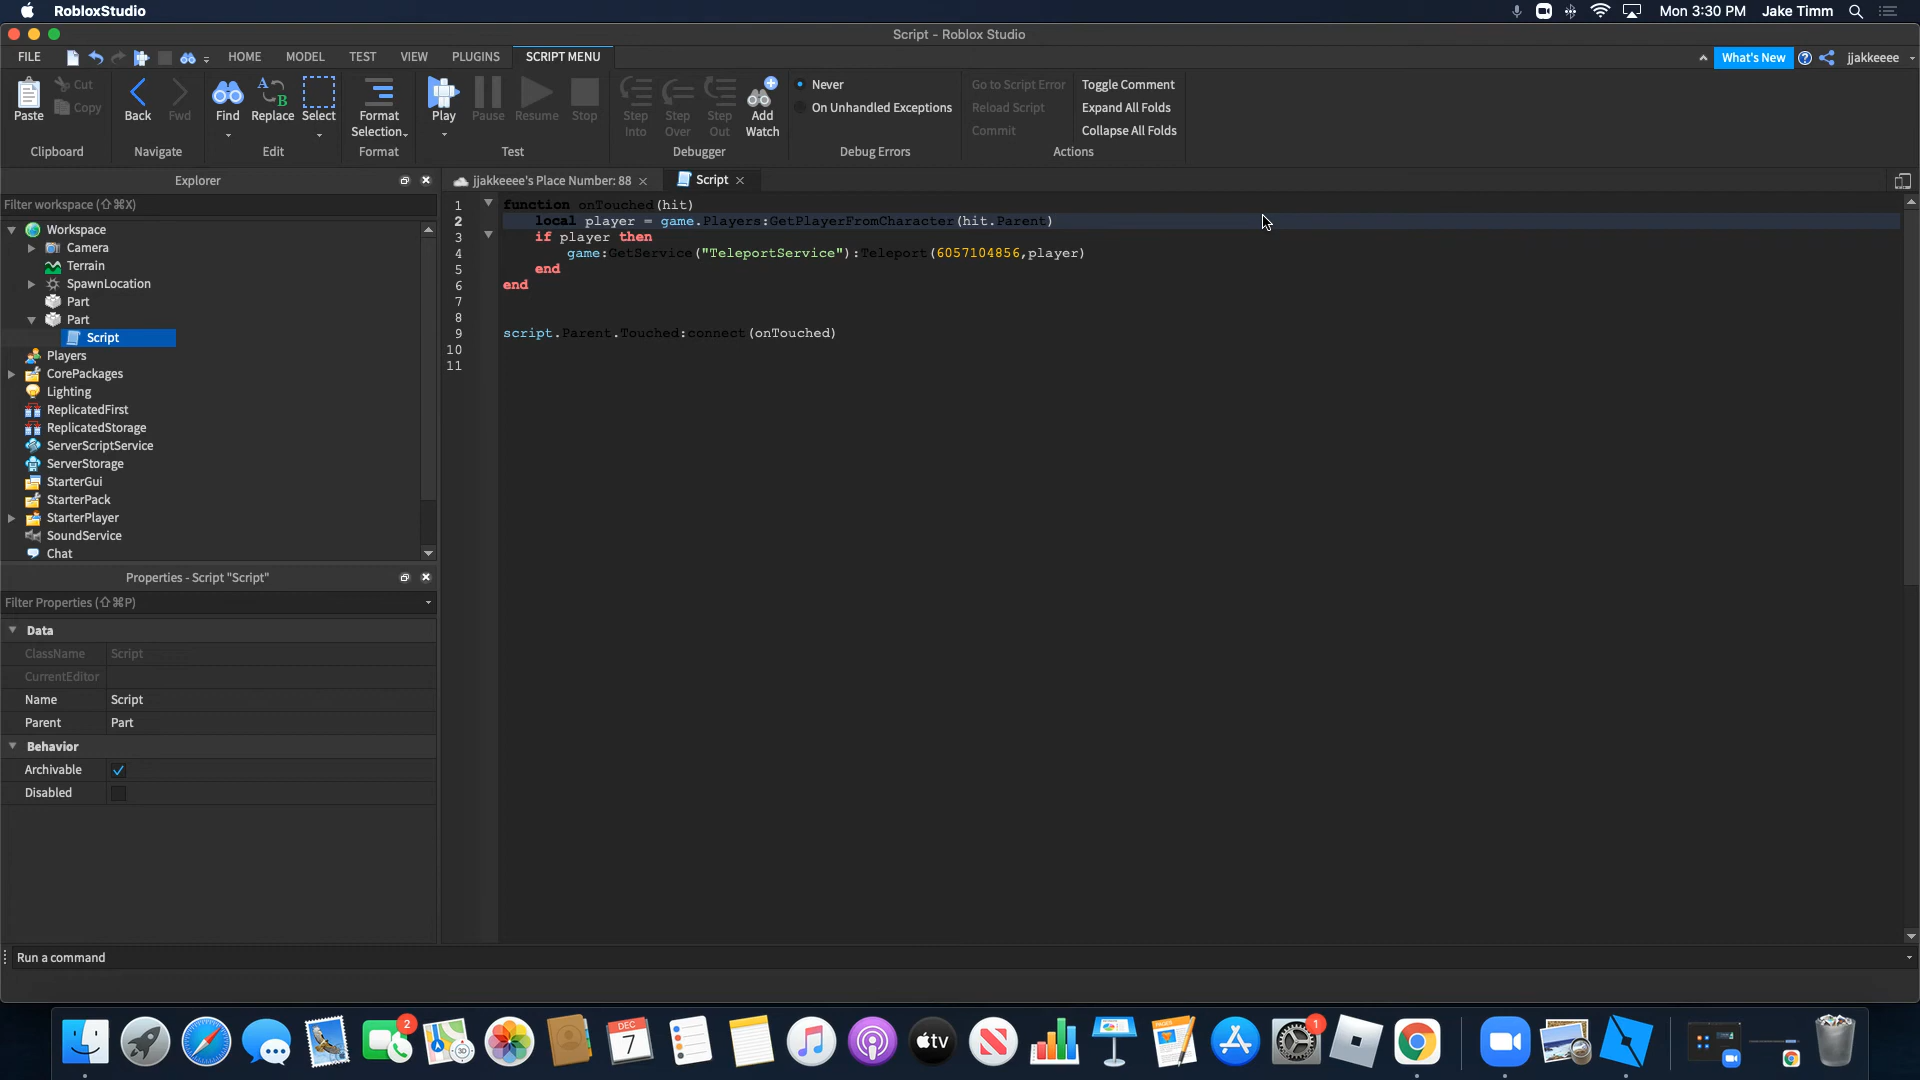 RobloxStudio
Mon 3:30 PM
Jake Timm
Script - Roblox Studio
FILE
HOME
MODEL
TEST
VIEW
PLUGINS
SCRIPT MENU
What's New
jjakkeeee
Paste
Cut
Copy
Clipboard
Back
Fwd
Navigate
Find
Replace
Select
Edit
Format
Selection
Format
Play
Pause
Resume
Stop
Test
Step
Into
Step
Over
Step
Out
Add
Watch
Debugger
Never
On Unhandled Exceptions
Debug Errors
Go to Script Error
Reload Script
Commit
Toggle Comment
Expand All Folds
Collapse All Folds
Actions
Explorer
Filter workspace (⇧⌘X)
Workspace
Camera
Terrain
SpawnLocation
Part
Part
Script
Players
CorePackages
Lighting
ReplicatedFirst
ReplicatedStorage
ServerScriptService
ServerStorage
StarterGui
StarterPack
StarterPlayer
SoundService
Chat
Properties - Script "Script"
Filter Properties (⇧⌘P)
Data
ClassName Script
CurrentEditor
Name Script
Parent Part
Behavior
Archivable
Disabled
jjakkeeee's Place Number: 88
Script
1 function onTouched(hit)
2 local player = game.Players:GetPlayerFromCharacter(hit.Parent)
3 if player then
4 game:GetService("TeleportService"):Teleport(6057104856,player)
5 end
6 end
7
8
9 script.Parent.Touched:connect(onTouched)
10
11
Run a command
2
3D
DEC
7
tv
1